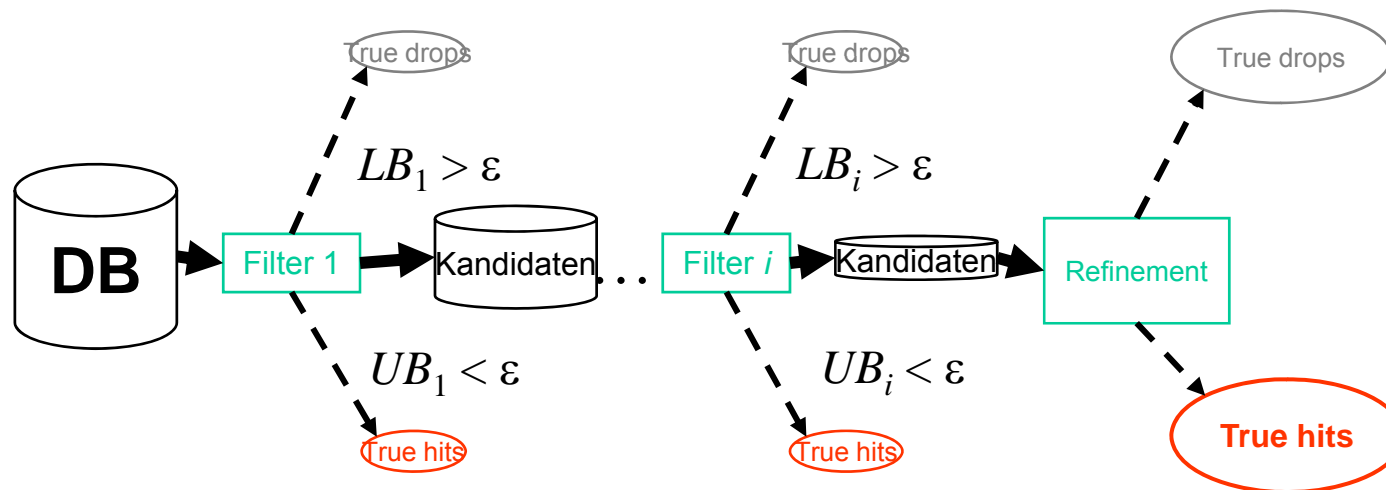 True drops
True drops
True drops
LB₁ > ε
LBᵢ > ε
DB
Filter 1
Kandidaten
...
Filter i
Kandidaten
Refinement
UB₁ < ε
UBᵢ < ε
True hits
True hits
True hits